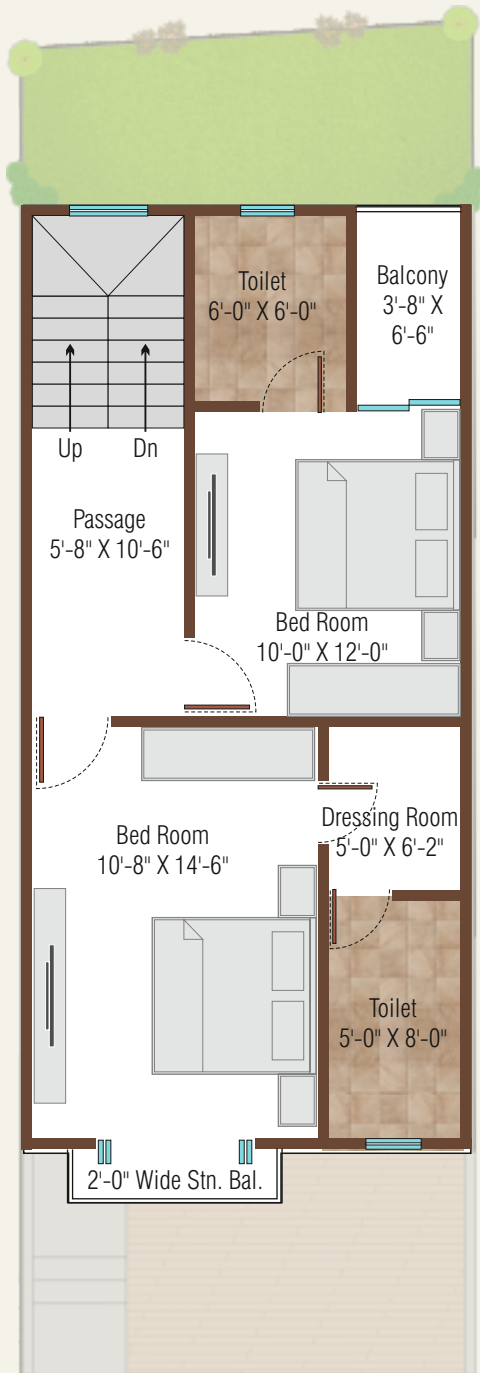 Toilet
6'-0" X 6'-0"
Balcony
3'-8" X
6'-6"
Up
Dn
Passage
5'-8" X 10'-6"
Bed Room
10'-0" X 12'-0"
Bed Room
10'-8" X 14'-6"
Dressing Room
5'-0" X 6'-2"
Toilet
5'-0" X 8'-0"
2'-0" Wide Stn. Bal.